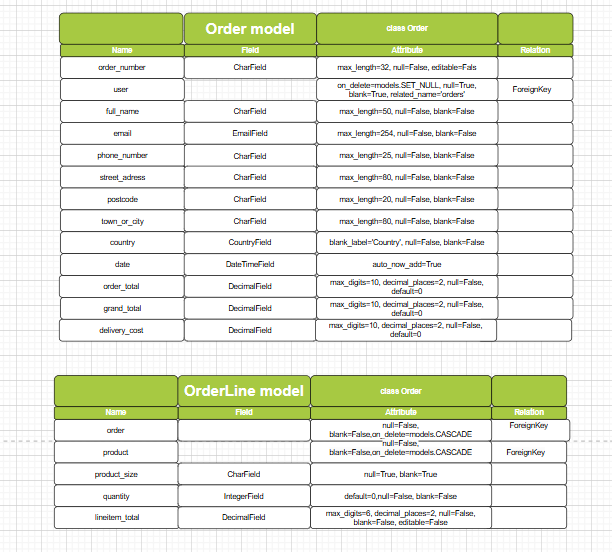 Order model class Order
Name Field Attribute Relation
order_number CharField max_length=32, null=False, editable=Fals
user on_delete=models.SET_NULL, null=True,
blank=True, related_name='orders' ForeignKey
full_name CharField max_length=50, null=False, blank=False
email EmailField max_length=254, null=False, blank=False
phone_number CharField max_length=25, null=False, blank=False
street_adress CharField max_length=80, null=False, blank=False
postcode CharField max_length=20, null=False, blank=False
town_or_city CharField max_length=80, null=False, blank=False
country CountryField blank_label='Country', null=False, blank=False
date DateTimeField auto_now_add=True
order_total DecimalField max_digits=10, decimal_places=2, null=False,
default=0
grand_total DecimalField max_digits=10, decimal_places=2, null=False,
default=0
delivery_cost DecimalField max_digits=10, decimal_places=2, null=False,
default=0
OrderLine model class Order
Name Field Attribute Relation
order null=False,
blank=False,on_delete=models.CASCADE ForeignKey
product null=False,
blank=False,on_delete=models.CASCADE ForeignKey
product_size CharField null=True, blank=True
quantity IntegerField default=0,null=False, blank=False
lineitem_total DecimalField max_digits=6, decimal_places=2, null=False,
blank=False, editable=False